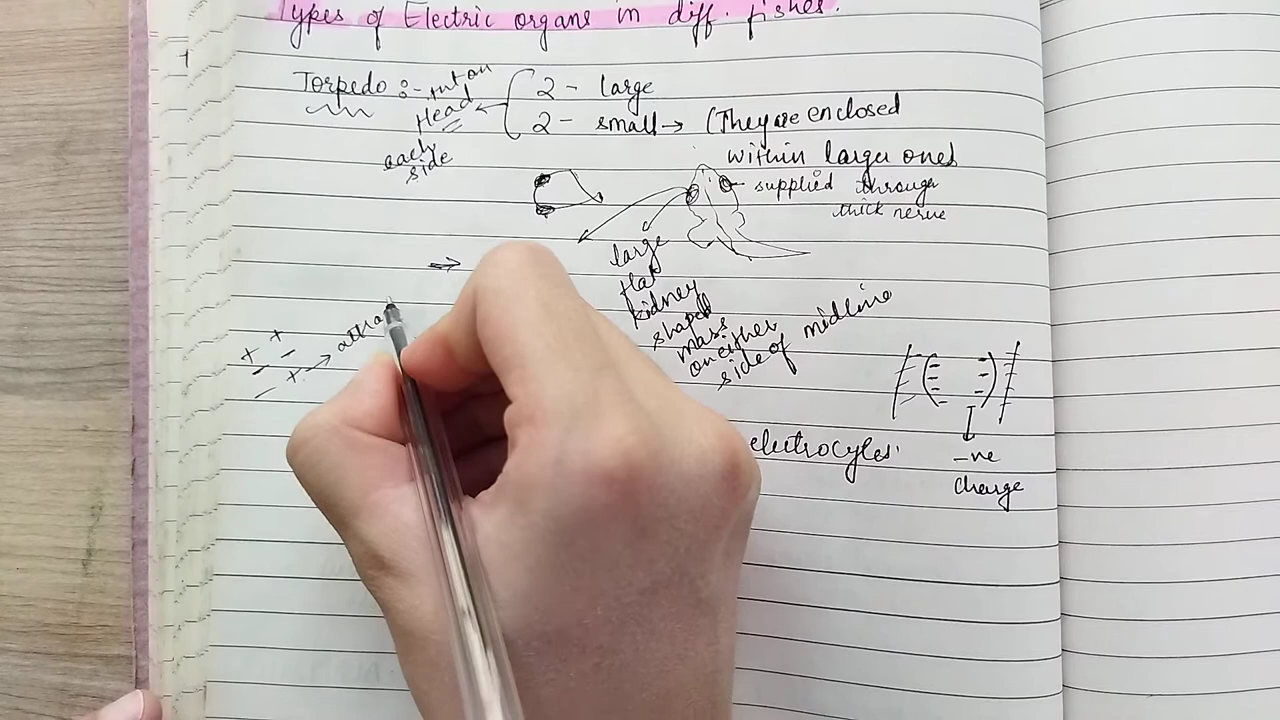 Types of Electric organs in diff. fishes.
Torpedo :-
Head
each
side
2 - large
2 - small → (They are enclosed
within larger ones
supplied through
thick nerve
large
flat
kidney
shaped
mass
on either
side of midline
+ +
- -
- +
electrocytes.
-ve
charge